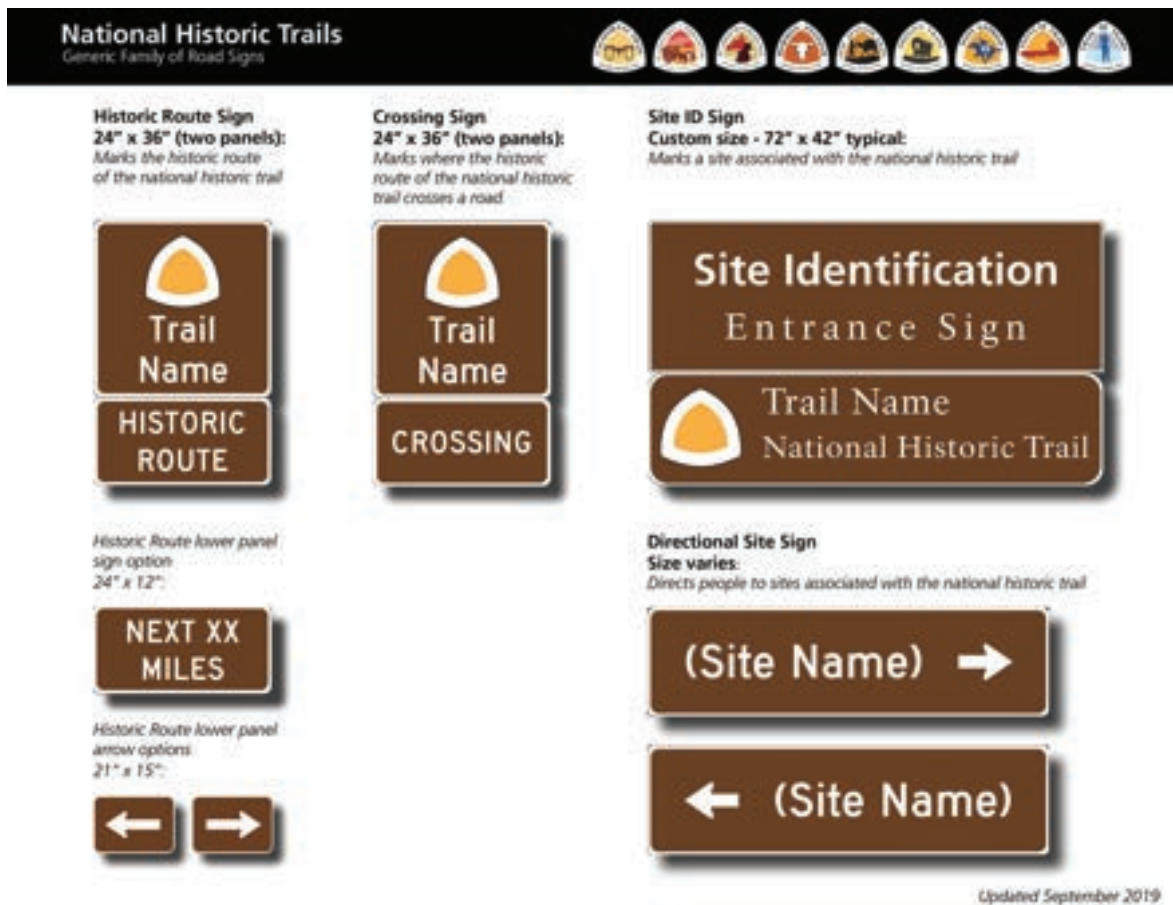 National Historic Trails
Generic Family of Road Signs
Historic Route Sign
24" x 36" (two panels):
Marks the historic route
of the national historic trail
Trail
Name
HISTORIC
ROUTE
Historic Route lower panel
sign option
24" x 12":
NEXT XX
MILES
Historic Route lower panel
arrow options
21" x 15":
Crossing Sign
24" x 36" (two panels):
Marks where the historic
route of the national historic
trail crosses a road
Trail
Name
CROSSING
Site ID Sign
Custom size - 72" x 42" typical:
Marks a site associated with the national historic trail
Site Identification
Entrance Sign
Trail Name
National Historic Trail
Directional Site Sign
Size varies:
Directs people to sites associated with the national historic trail
(Site Name)
(Site Name)
Updated September 2019